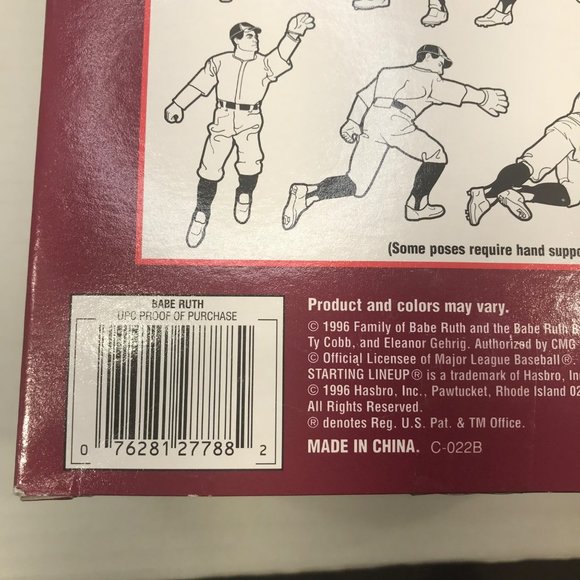 (Some poses require hand suppo
BABE RUTH
UPC PROOF OF PURCHASE
0 76281 27788 2
Product and colors may vary.
© 1996 Family of Babe Ruth and the Babe Ruth B
Ty Cobb, and Eleanor Gehrig. Authorized by CMG
© Official Licensee of Major League Baseball®
STARTING LINEUP® is a trademark of Hasbro, In
© 1996 Hasbro, Inc., Pawtucket, Rhode Island 02
All Rights Reserved.
® denotes Reg. U.S. Pat. & TM Office.
MADE IN CHINA. C-022B